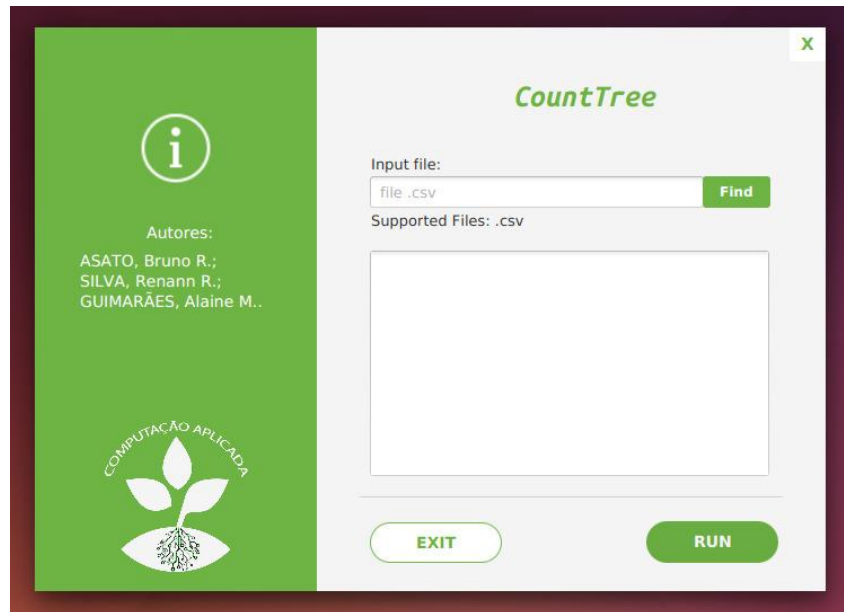 i
Autores:
ASATO, Bruno R.;
SILVA, Renann R.;
GUIMARÃES, Alaine M..
COMPUTAÇÃO APLICADA
X
CountTree
Input file:
file .csv
Find
Supported Files: .csv
EXIT
RUN